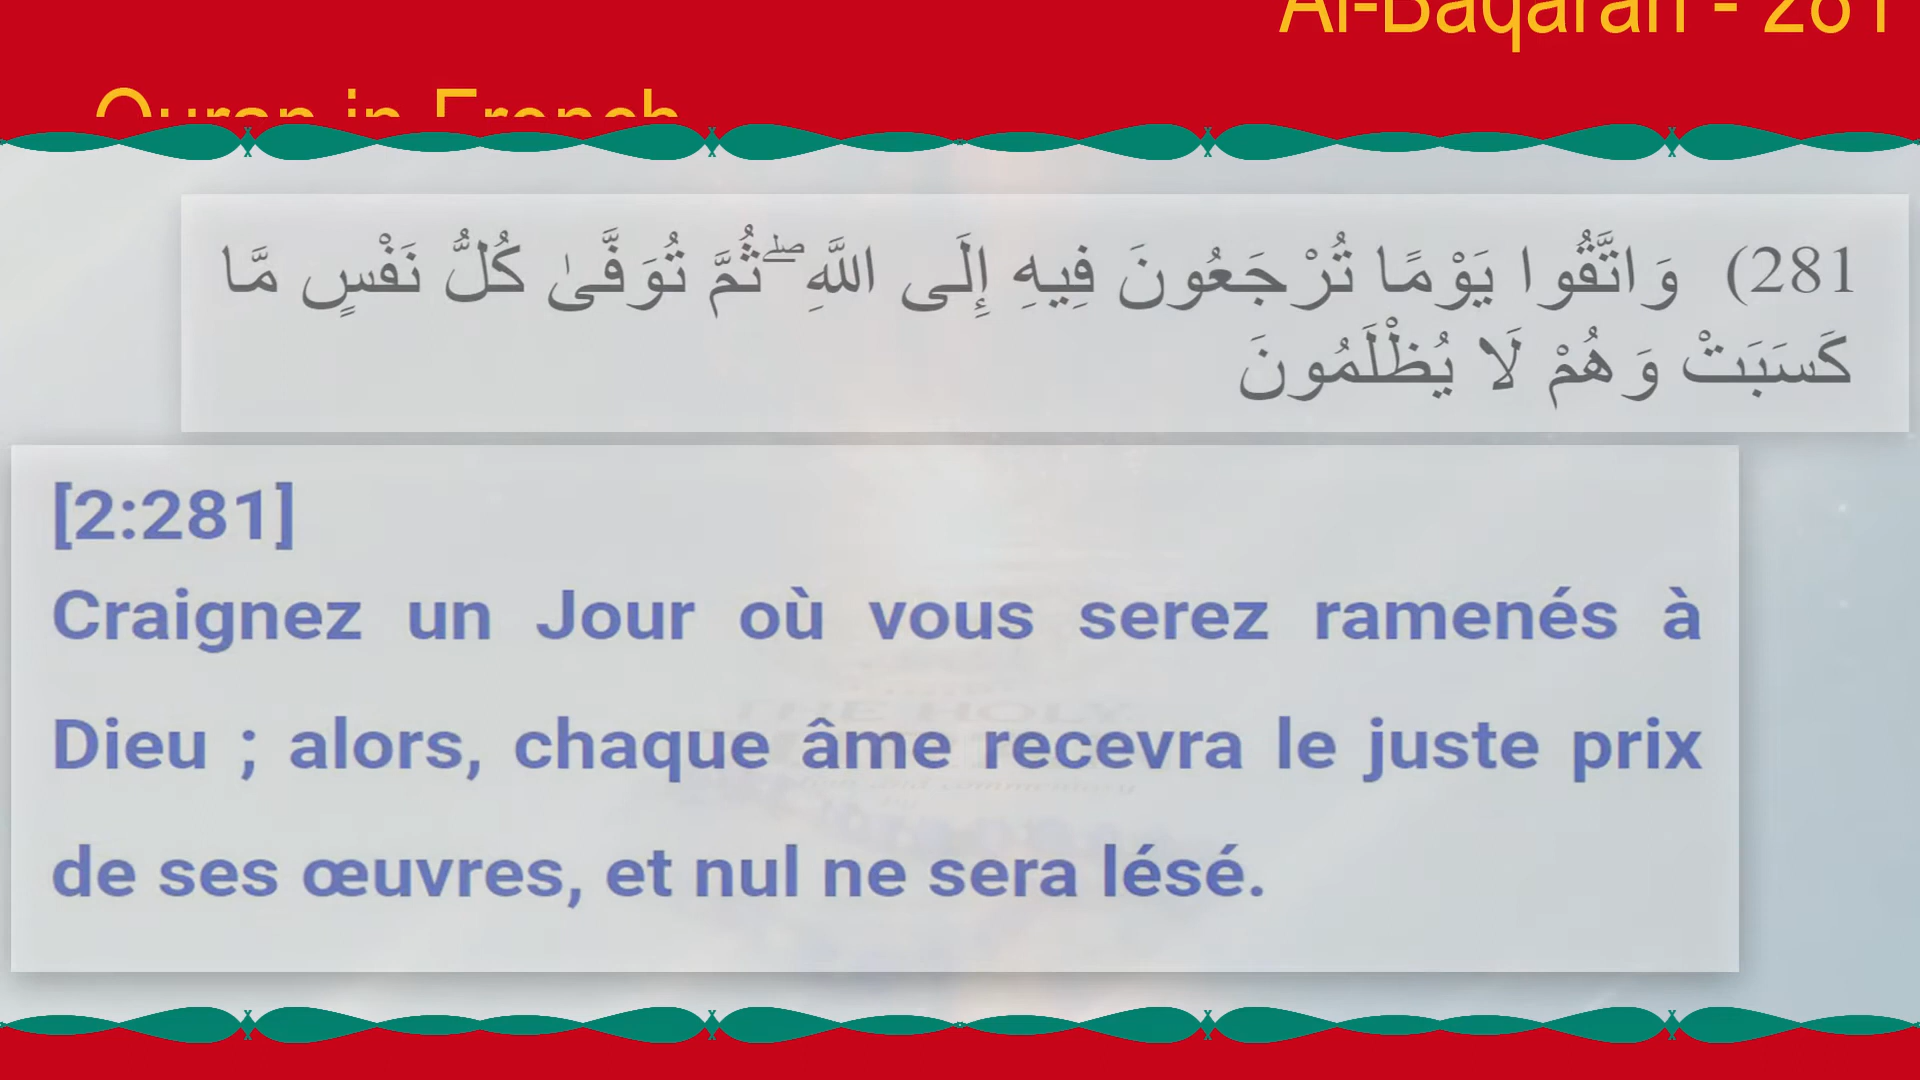 Al-Baqarah - 281
Quran in French
281) وَاتَّقُوا يَوْمًا تُرْجَعُونَ فِيهِ إِلَى اللَّهِ ۖ ثُمَّ تُوَفَّىٰ كُلُّ نَفْسٍ مَّا
كَسَبَتْ وَهُمْ لَا يُظْلَمُونَ
[2:281]
Craignez un Jour où vous serez ramenés à
Dieu ; alors, chaque âme recevra le juste prix
de ses œuvres, et nul ne sera lésé.
THE HOLY